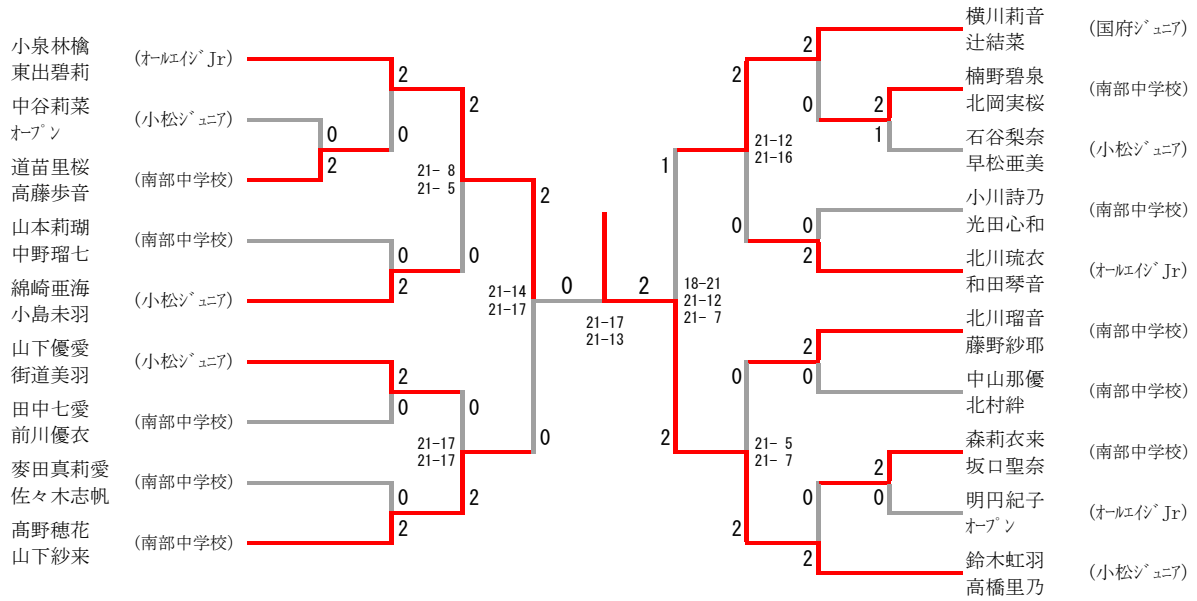 小泉林檎
東出碧莉
(オールエイジJr)
中谷莉菜
オープン
(小松ジュニア)
道苗里桜
高藤歩音
(南部中学校)
山本莉瑚
中野瑠七
(南部中学校)
綿崎亜海
小島未羽
(小松ジュニア)
山下優愛
街道美羽
(小松ジュニア)
田中七愛
前川優衣
(南部中学校)
麥田真莉愛
佐々木志帆
(南部中学校)
髙野穂花
山下紗来
(南部中学校)
2
0
0
2
2
21- 8
21- 5
0
2
0
2
21-14
21-17
2
0
0
21-17
21-17
0
2
2
0
0
21-17
21-13
2
1
18-21
21-12
21- 7
2
2
21-12
21-16
0
2
0
2
1
0
2
0
2
0
21- 5
21- 7
2
0
2
0
2
横川莉音
辻結菜
(国府ジュニア)
楠野碧泉
北岡実桜
(南部中学校)
石谷梨奈
早松亜美
(小松ジュニア)
小川詩乃
光田心和
(南部中学校)
北川琉衣
和田琴音
(オールエイジJr)
北川瑠音
藤野紗耶
(南部中学校)
中山那優
北村絆
(南部中学校)
森莉衣来
坂口聖奈
(南部中学校)
明円紀子
オープン
(オールエイジJr)
鈴木虹羽
高橋里乃
(小松ジュニア)